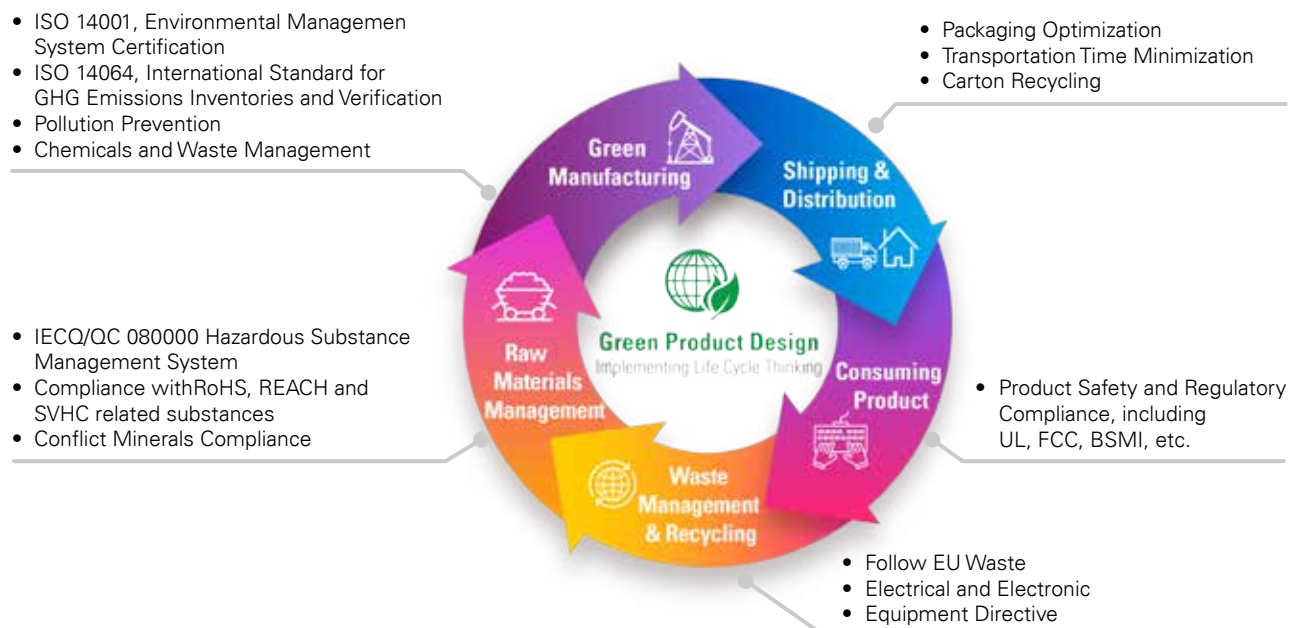 • ISO 14001, Environmental Managemen
System Certification
• ISO 14064, International Standard for
GHG Emissions Inventories and Verification
• Pollution Prevention
• Chemicals and Waste Management
• Packaging Optimization
• Transportation Time Minimization
• Carton Recycling
Green
Manufacturing
Shipping &
Distribution
Green Product Design
Implementing Life Cycle Thinking
Raw
Materials
Management
Consuming
Product
Waste
Management
& Recycling
• IECQ/QC 080000 Hazardous Substance
Management System
• Compliance withRoHS, REACH and
SVHC related substances
• Conflict Minerals Compliance
• Product Safety and Regulatory
Compliance, including
UL, FCC, BSMI, etc.
• Follow EU Waste
• Electrical and Electronic
• Equipment Directive